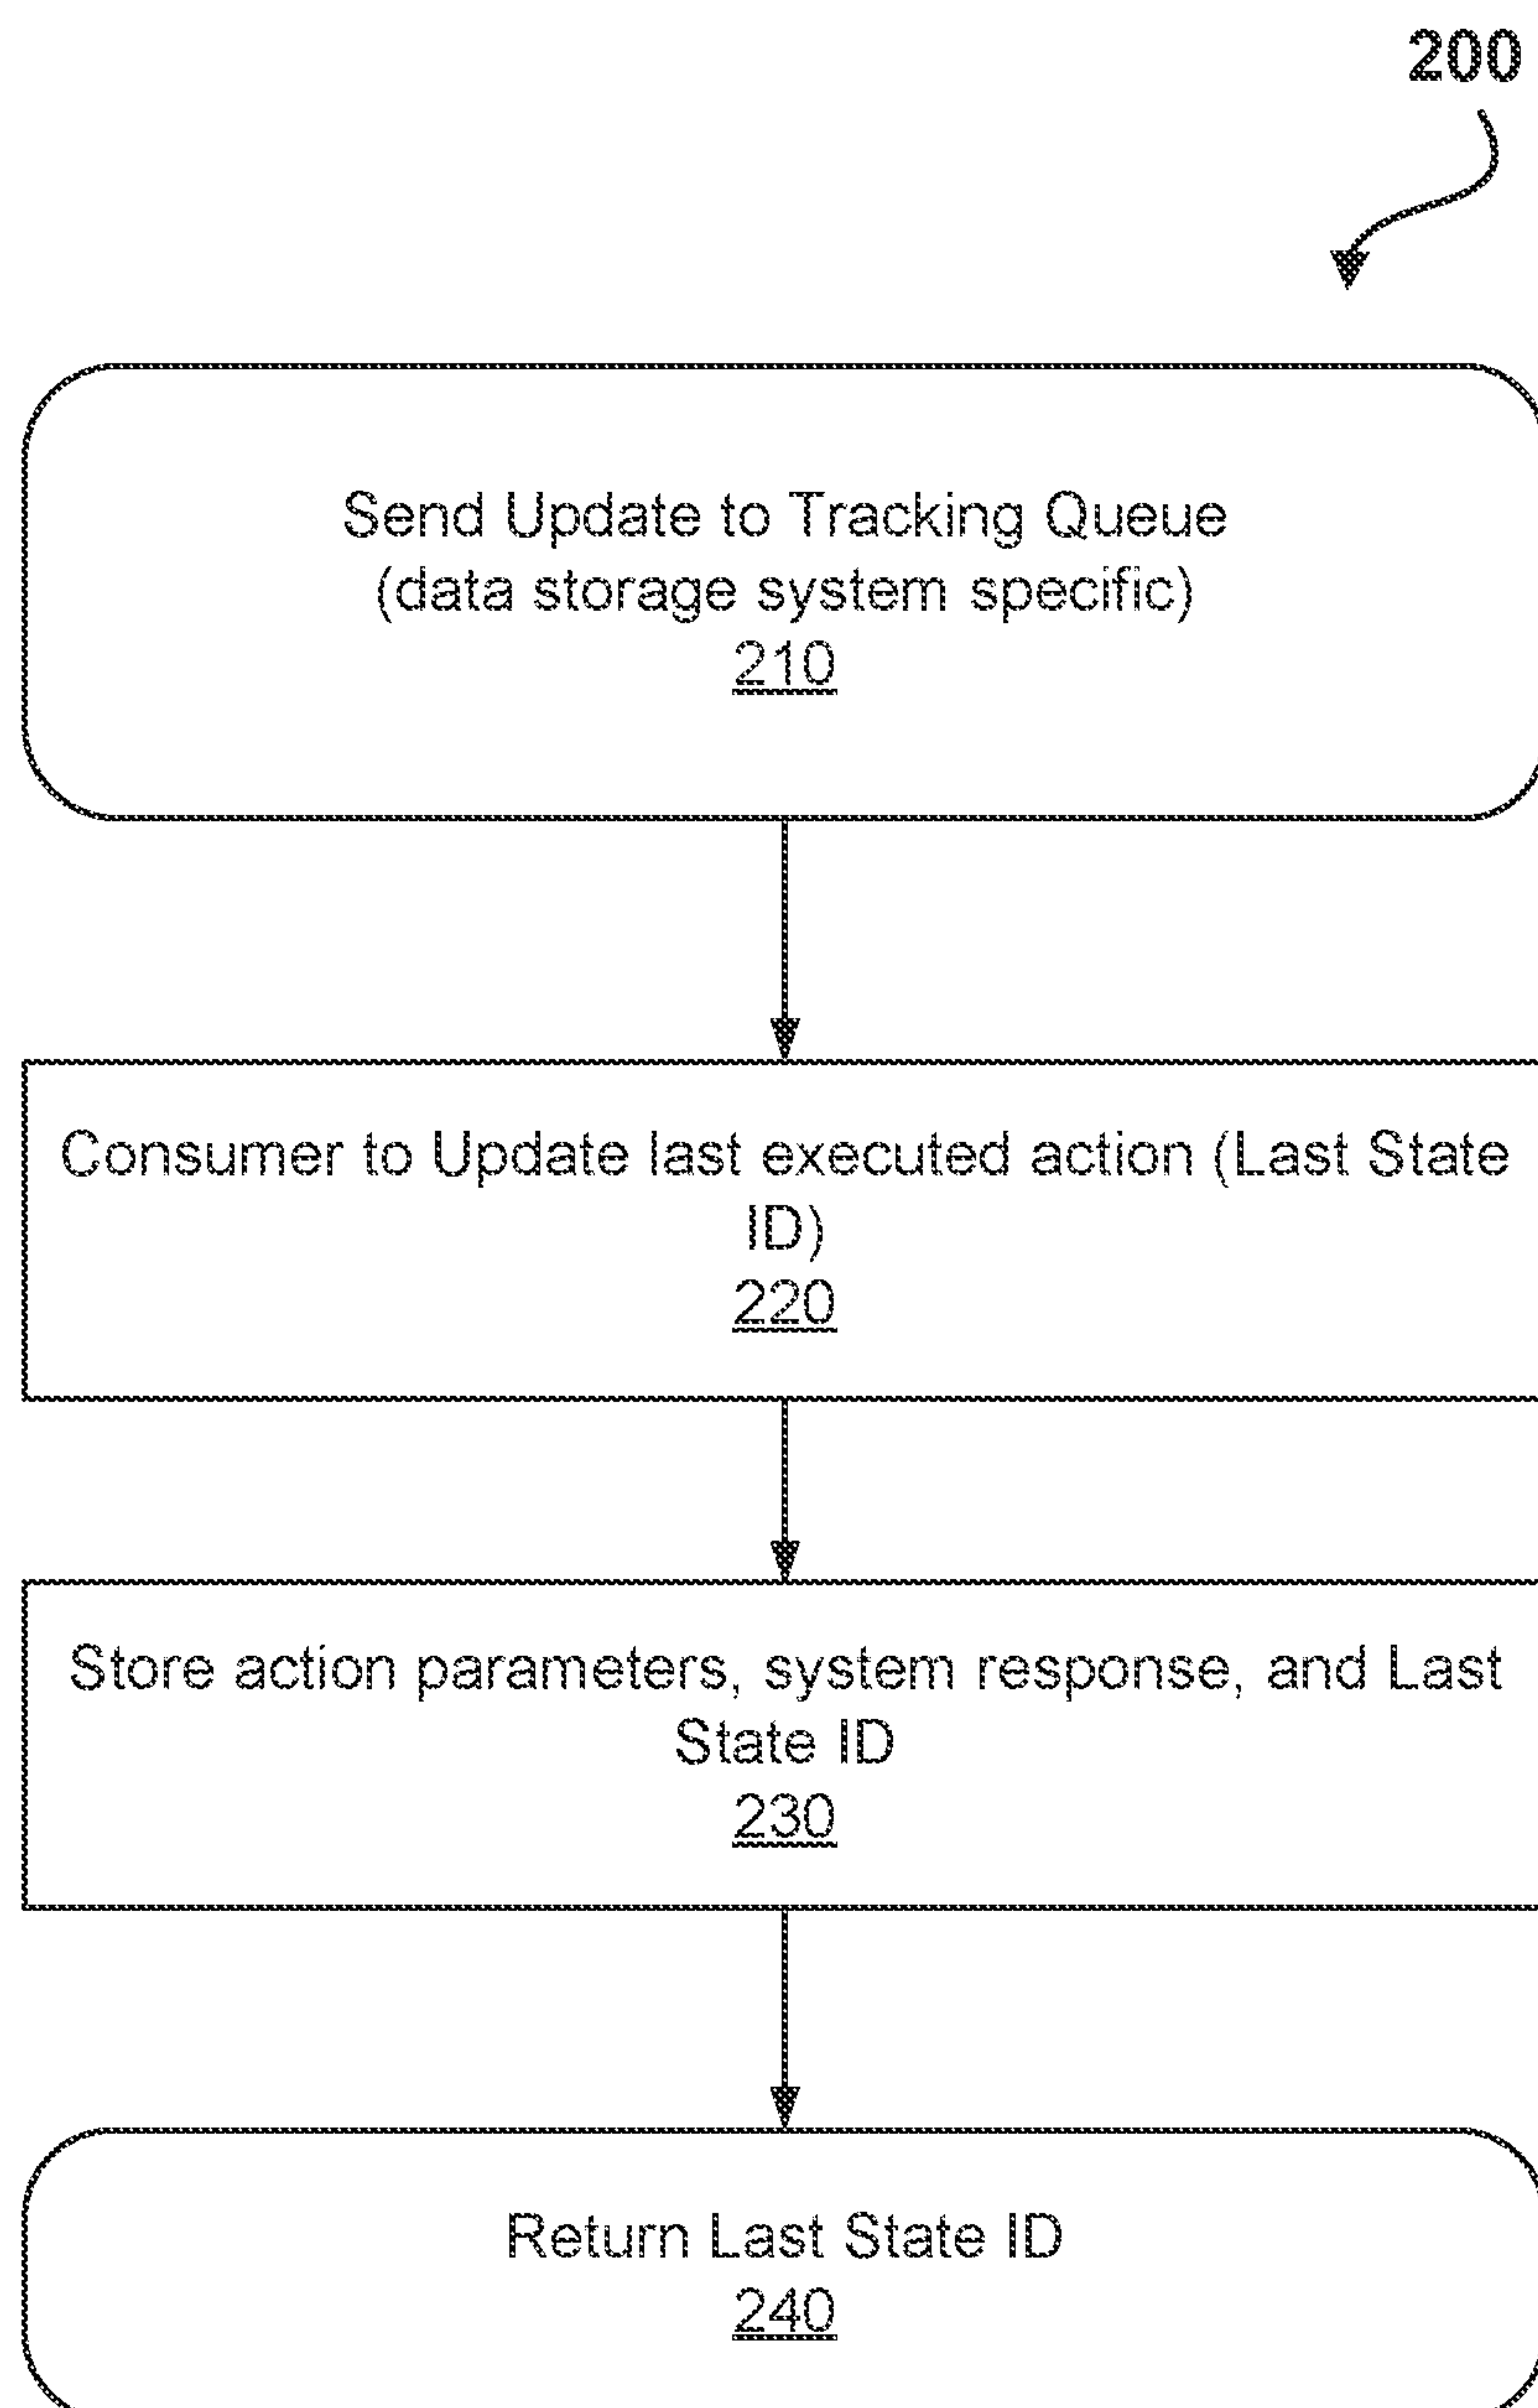 200
Send Update to Tracking Queue
(data storage system specific)
210
Consumer to Update last executed action (Last State
ID)
220
Store action parameters, system response, and Last
State ID
230
Return Last State ID
240